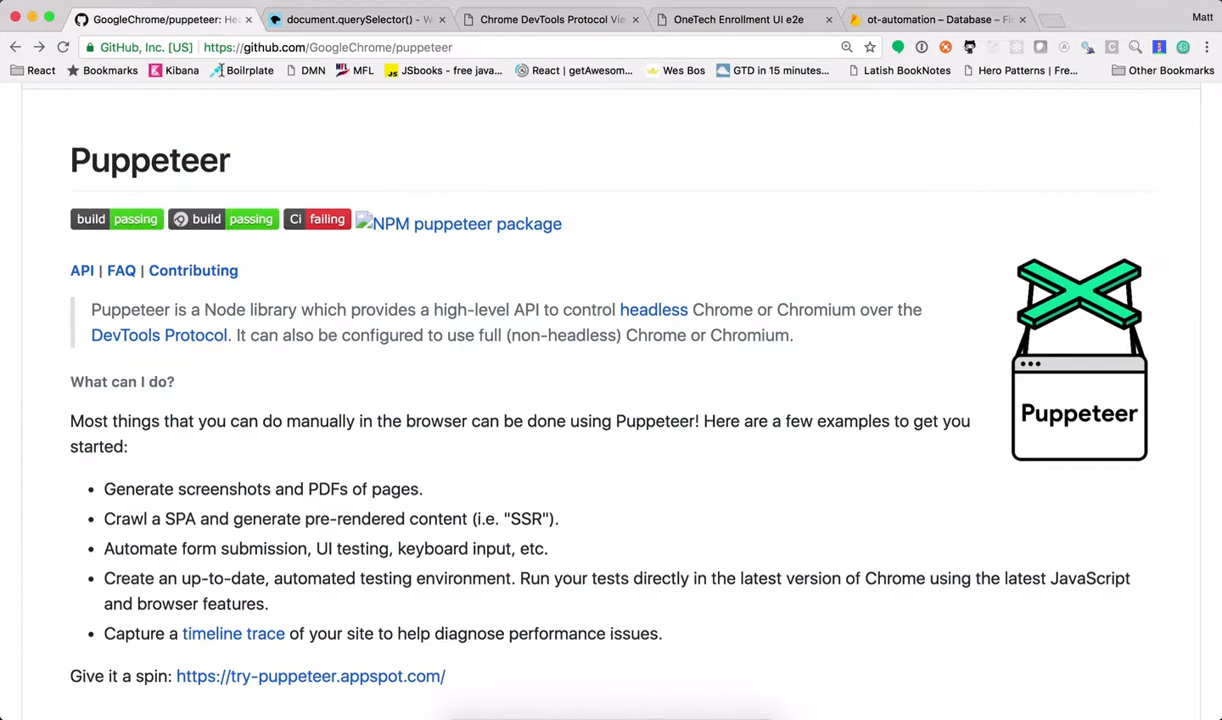 GoogleChrome/puppeteer: He
document.querySelector() - W
Chrome DevTools Protocol Vie
OneTech Enrollment UI e2e
ot-automation – Database – Fi
Matt
GitHub, Inc. [US]
https://github.com/GoogleChrome/puppeteer
React
Bookmarks
Kibana
Boilrplate
DMN
MFL
JSbooks - free java...
React | getAwesom...
Wes Bos
GTD in 15 minutes...
Latish BookNotes
Hero Patterns | Fre...
Other Bookmarks
Puppeteer
build passing
build passing
Ci failing
NPM puppeteer package
API | FAQ | Contributing
Puppeteer is a Node library which provides a high-level API to control headless Chrome or Chromium over the
DevTools Protocol. It can also be configured to use full (non-headless) Chrome or Chromium.
Puppeteer
What can I do?
Most things that you can do manually in the browser can be done using Puppeteer! Here are a few examples to get you
started:
• Generate screenshots and PDFs of pages.
• Crawl a SPA and generate pre-rendered content (i.e. "SSR").
• Automate form submission, UI testing, keyboard input, etc.
• Create an up-to-date, automated testing environment. Run your tests directly in the latest version of Chrome using the latest JavaScript
and browser features.
• Capture a timeline trace of your site to help diagnose performance issues.
Give it a spin: https://try-puppeteer.appspot.com/